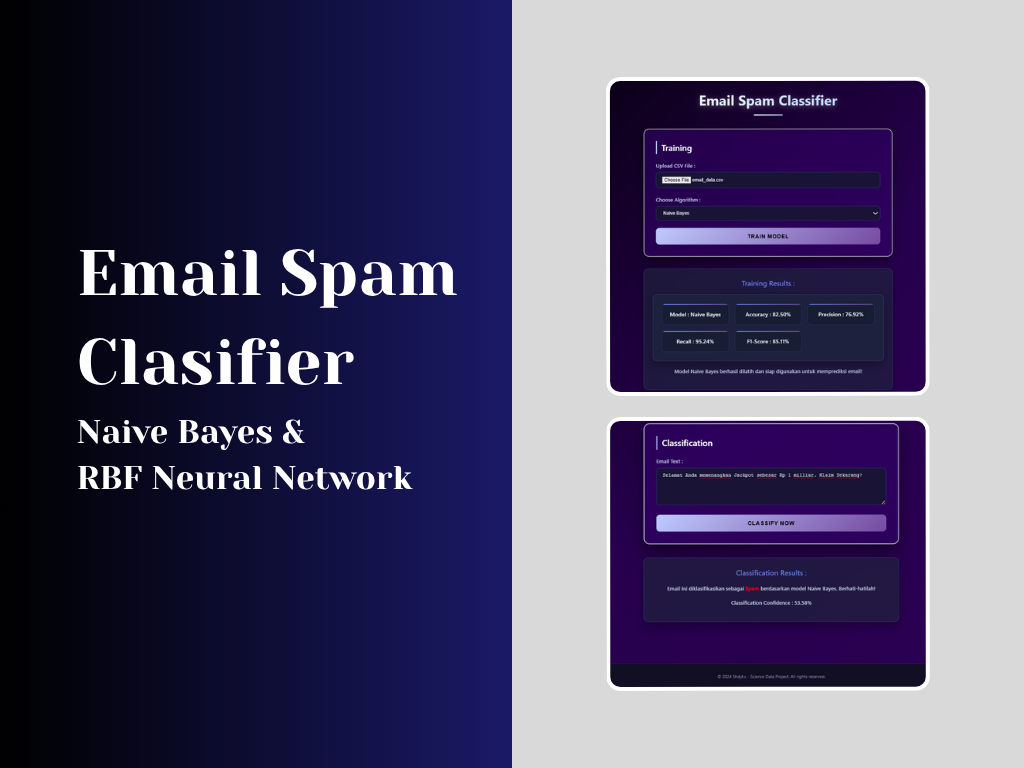 Email Spam
Clasifier
Naive Bayes &
RBF Neural Network
Email Spam Classifier
Training
Upload CSV File :
Choose File email_data.csv
Choose Algorithm :
Naive Bayes
TRAIN MODEL
Training Results :
Model : Naive Bayes
Accuracy : 82.50%
Precision : 76.92%
Recall : 95.24%
F1-Score : 85.11%
Model Naive Bayes berhasil dilatih dan siap digunakan untuk memprediksi email!
Classification
Email Text :
Selamat Anda memenangkan Jackpot sebesar Rp 1 milliar. Klaim Sekarang!
CLASSIFY NOW
Classification Results :
Email ini diklasifikasikan sebagai Spam berdasarkan model Naive Bayes. Berhati-hatilah!
Classification Confidence : 53.56%
Science Data Project. All rights reserved.